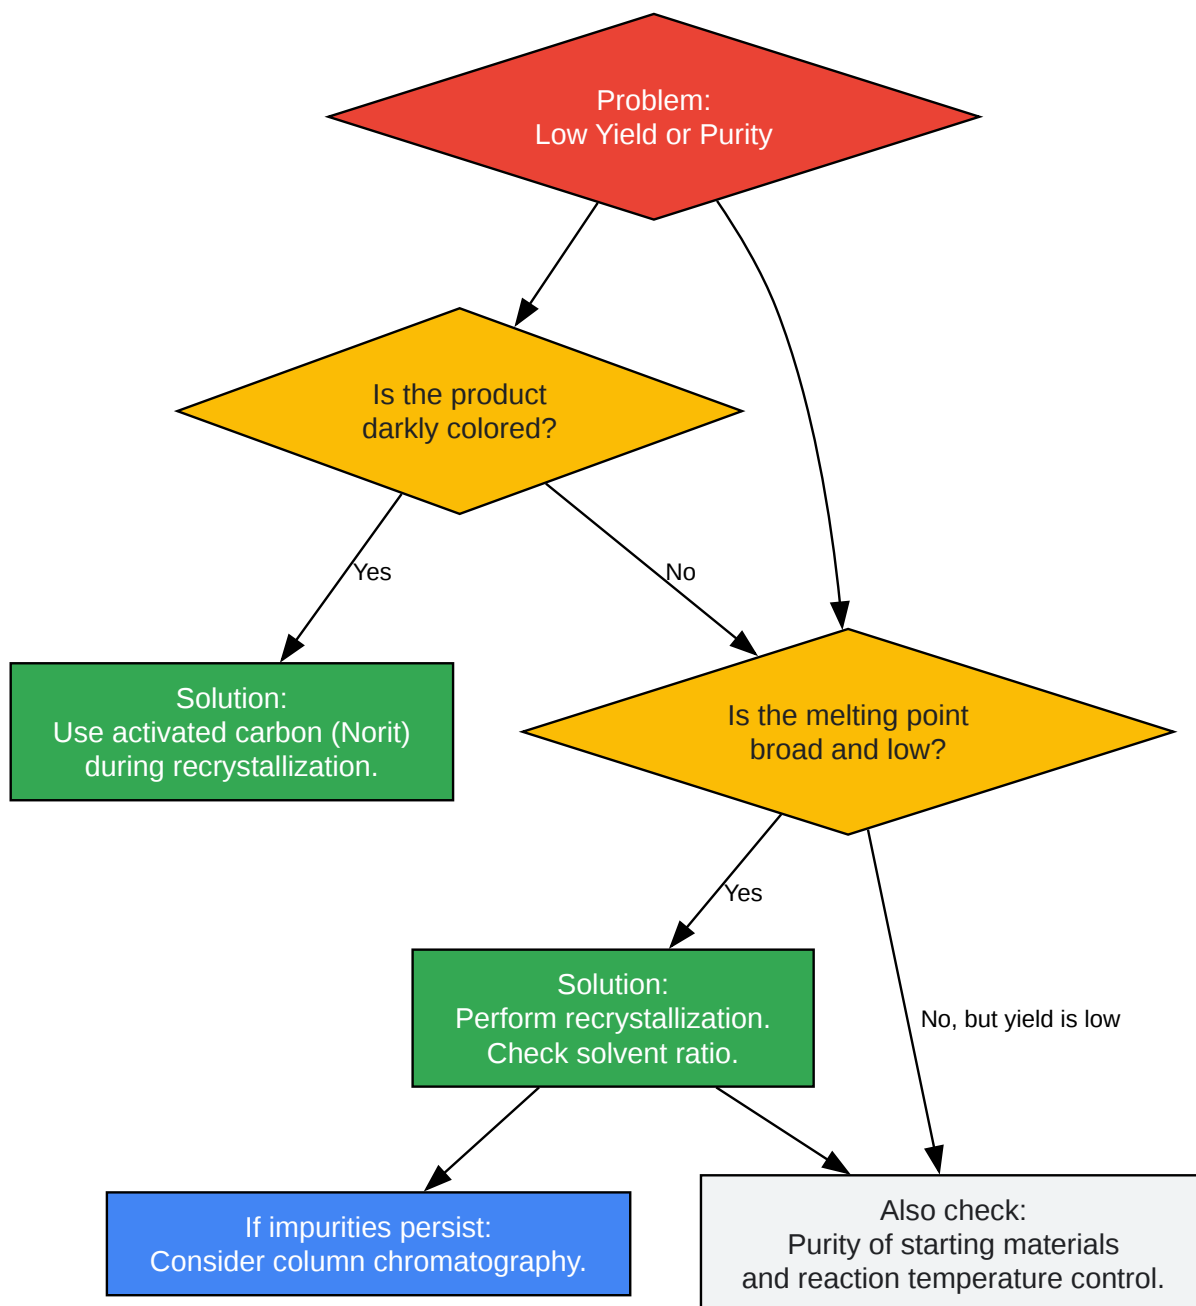 Problem:
Low Yield or Purity
Is the product
darkly colored?
Yes
No
Solution:
Use activated carbon (Norit)
during recrystallization.
Is the melting point
broad and low?
Yes
No, but yield is low
Solution:
Perform recrystallization.
Check solvent ratio.
If impurities persist:
Consider column chromatography.
Also check:
Purity of starting materials
and reaction temperature control.